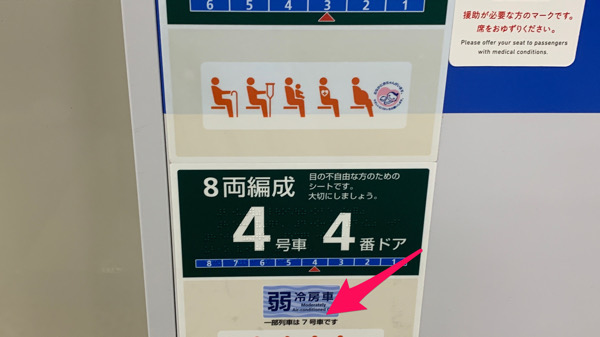 6 5 4 3 2 1
援助が必要な方のマークです。
席をおゆずりください。
Please offer your seat to passengers
with medical conditions.
8両編成
目の不自由な方のための
シートです。
大切にしましょう。
4号車 4番ドア
8 7 6 5 4 3 2 1
弱冷房車
Moderately
Air-conditioned
一部列車は7号車です